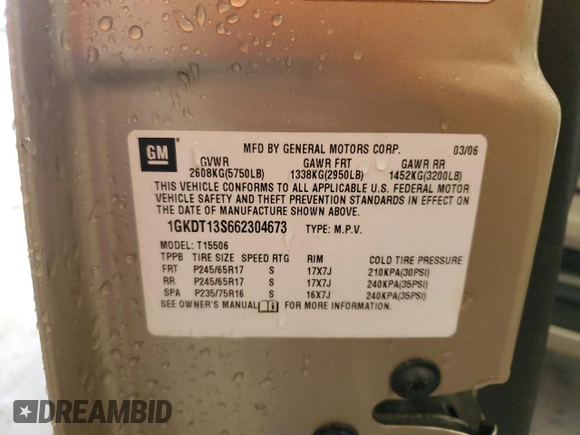 GM
MFD BY GENERAL MOTORS CORP. 03/06
GVWR GAWR FRT GAWR RR
2608KG(5750LB) 1338KG(2950LB) 1452KG(3200LB)
THIS VEHICLE CONFORMS TO ALL APPLICABLE U.S. FEDERAL MOTOR
VEHICLE SAFETY AND THEFT PREVENTION STANDARDS IN EFFECT ON
THE DATE OF MANUFACTURE SHOWN ABOVE.
1GKDT13S662304673 TYPE: M.P.V.
MODEL: T15506
TPPB TIRE SIZE SPEED RTG RIM COLD TIRE PRESSURE
FRT P245/65R17 S 17X7J 210KPA(30PSI)
RR P245/65R17 S 17X7J 240KPA(35PSI)
SPA P235/75R16 S 16X7J 240KPA(35PSI)
SEE OWNER'S MANUAL FOR MORE INFORMATION.
DREAMBID